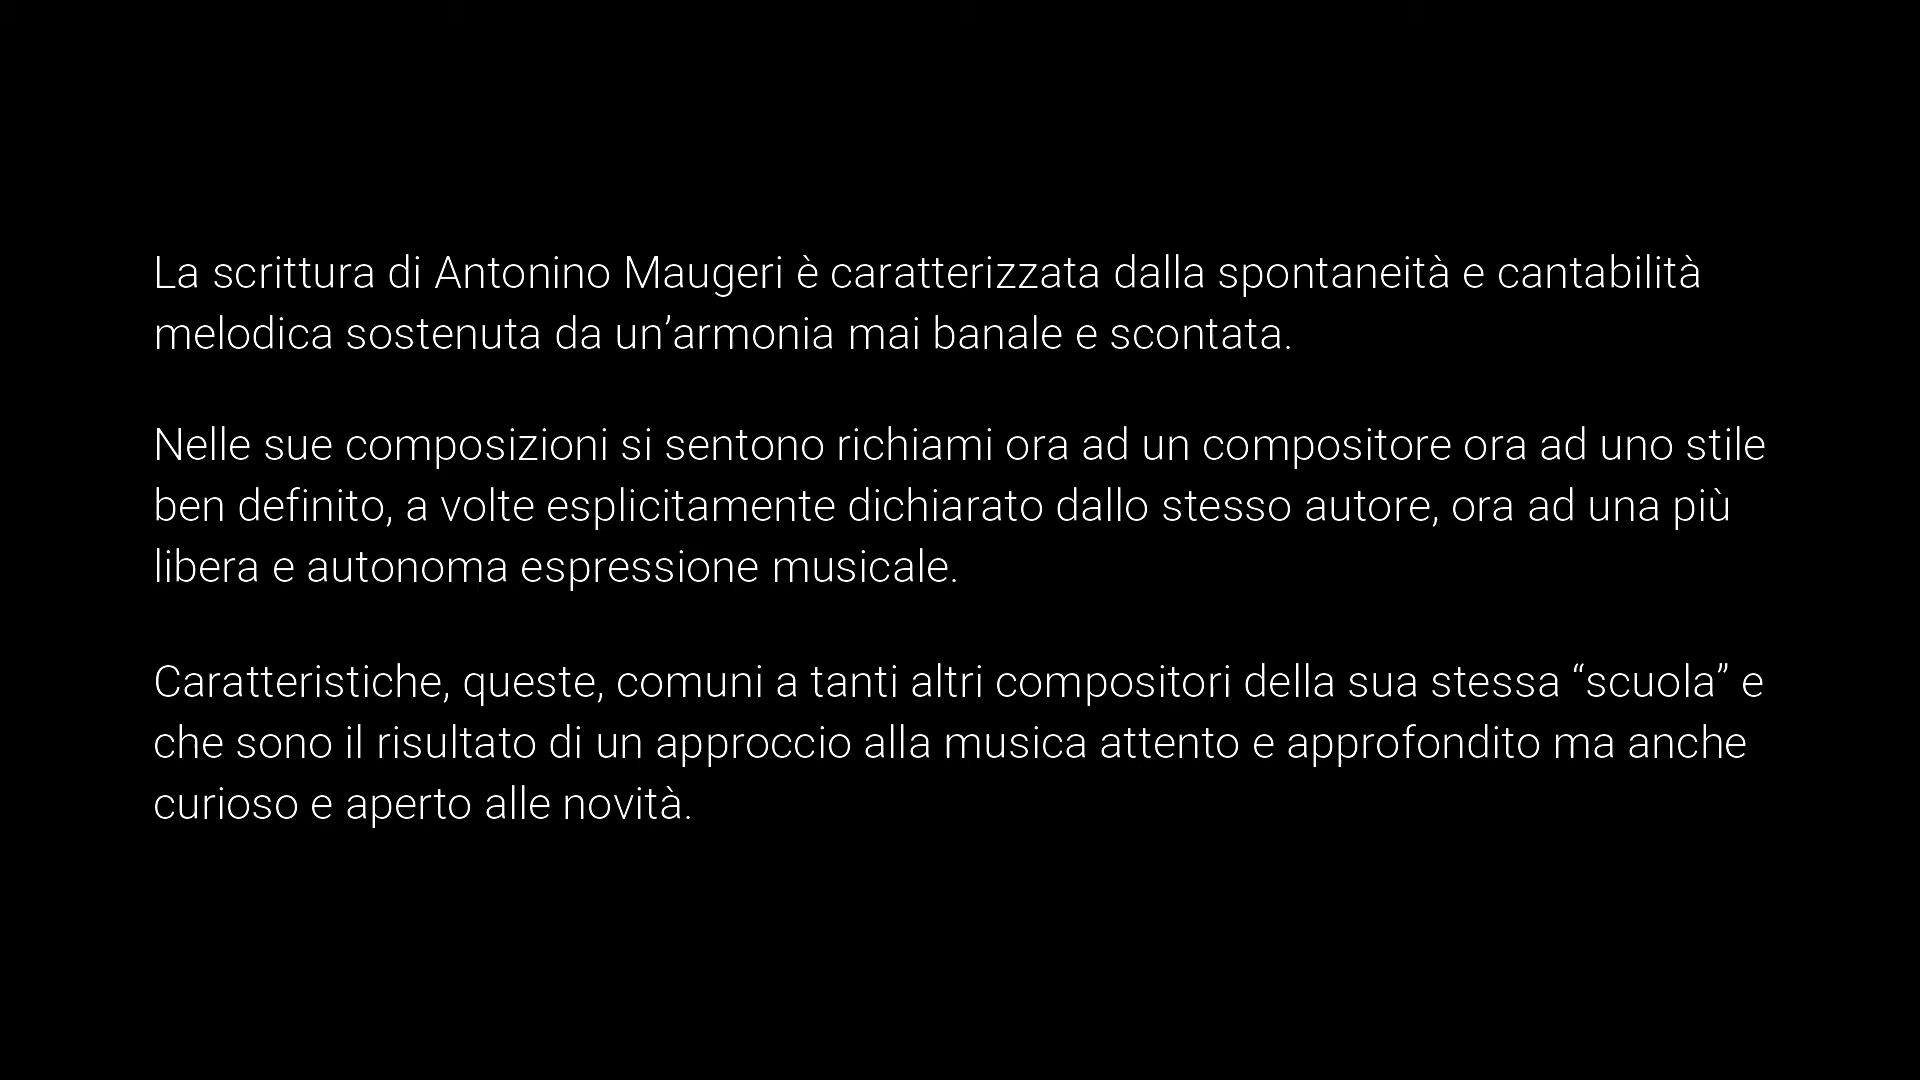 La scrittura di Antonino Maugeri è caratterizzata dalla spontaneità e cantabilità
melodica sostenuta da un’armonia mai banale e scontata.
Nelle sue composizioni si sentono richiami ora ad un compositore ora ad uno stile
ben definito, a volte esplicitamente dichiarato dallo stesso autore, ora ad una più
libera e autonoma espressione musicale.
Caratteristiche, queste, comuni a tanti altri compositori della sua stessa “scuola” e
che sono il risultato di un approccio alla musica attento e approfondito ma anche
curioso e aperto alle novità.